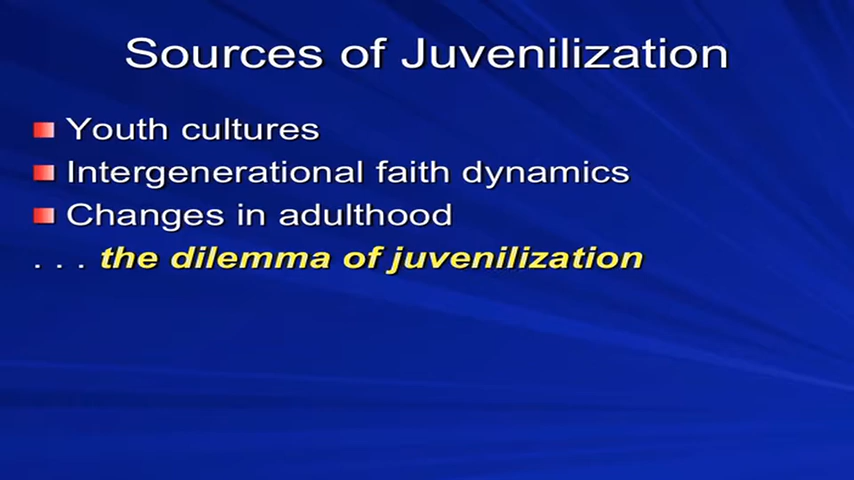 Sources of Juvenilization
Youth cultures
Intergenerational faith dynamics
Changes in adulthood
. . . the dilemma of juvenilization